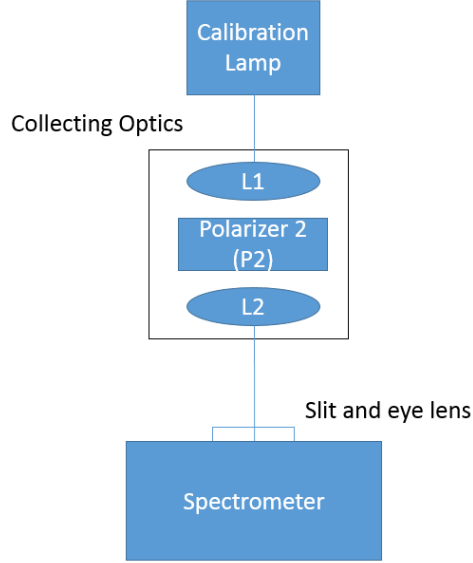 Calibration
Lamp
Collecting Optics
L1
Polarizer 2
(P2)
L2
Slit and eye lens
Spectrometer